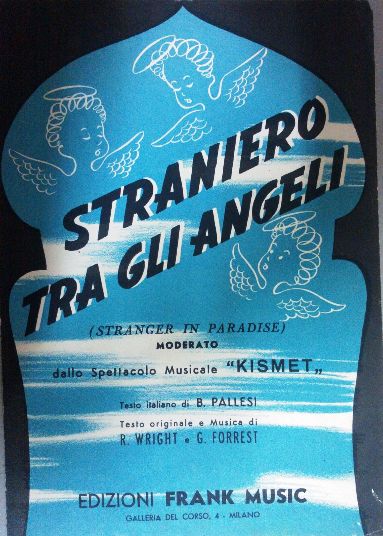 STRANIERO
TRA GLI ANGELI
(STRANGER IN PARADISE)
MODERATO
dallo Spettacolo Musicale "KISMET„
Testo italiano di B. PALLESI
Testo originale e Musica di
R. WRIGHT e G. FORREST
EDIZIONI FRANK MUSIC
GALLERIA DEL CORSO, 4 - MILANO